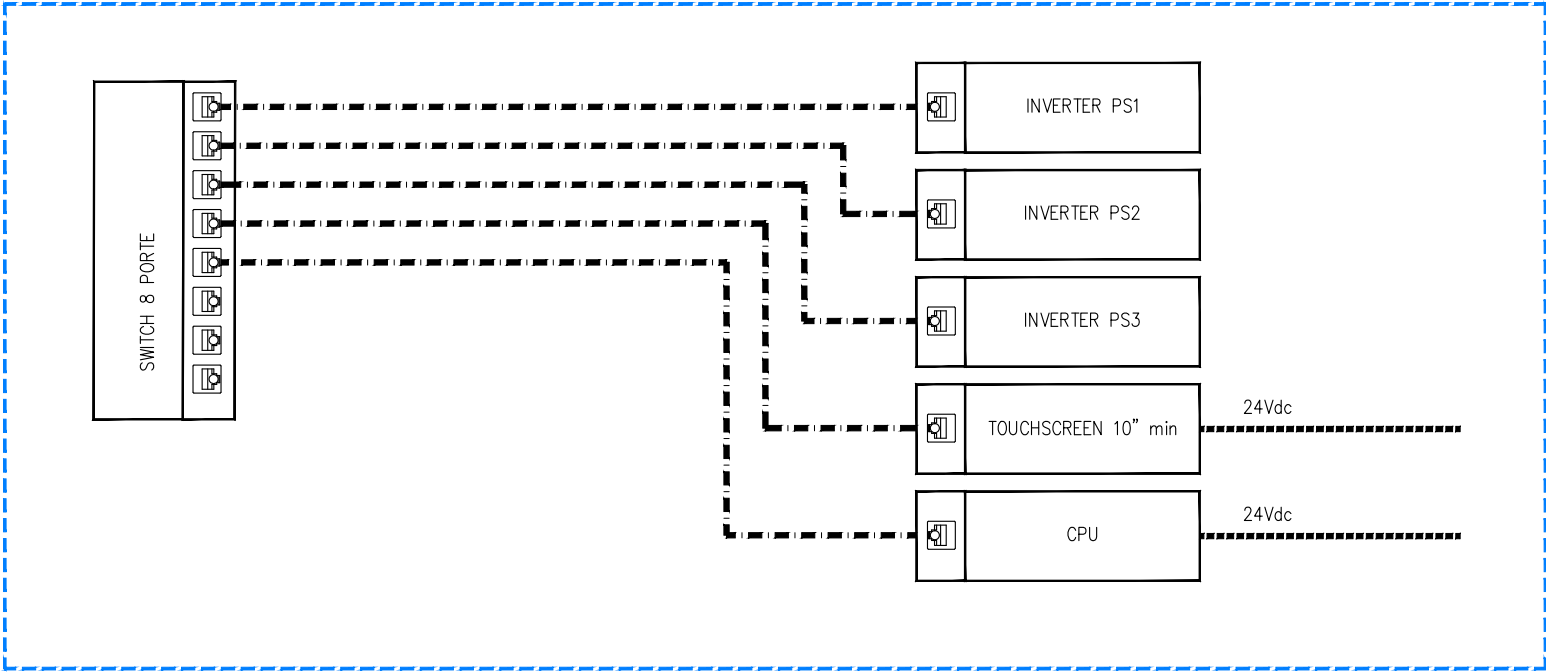 SWITCH 8 PORTE
INVERTER PS1
INVERTER PS2
INVERTER PS3
TOUCHSCREEN 10” min
24Vdc
CPU
24Vdc